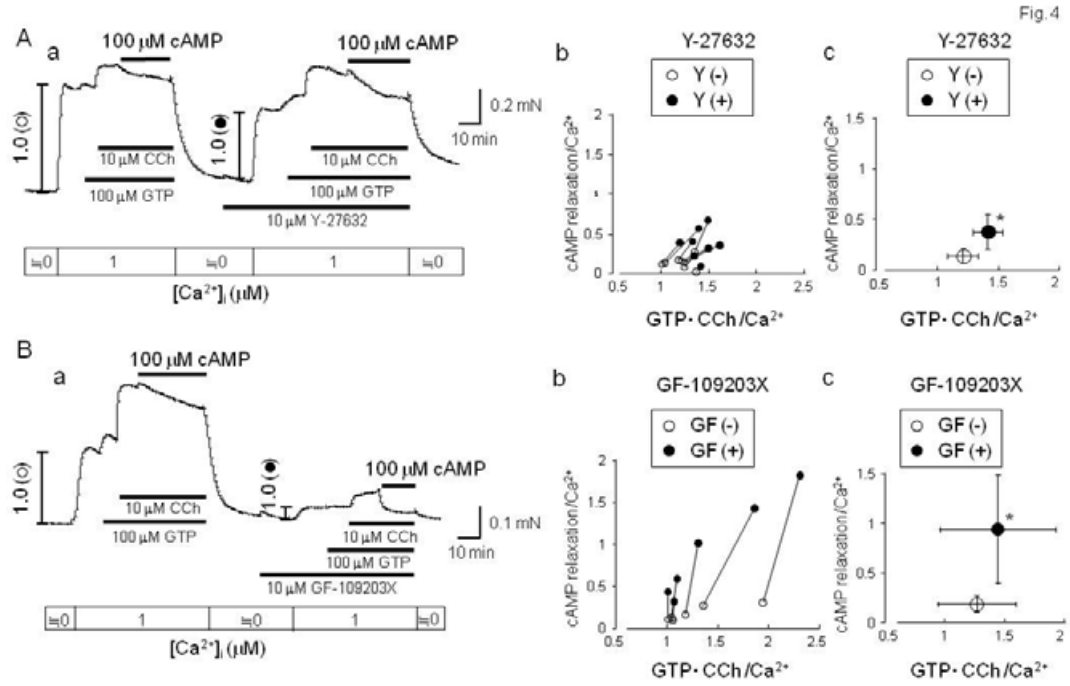 Fig.4
A
a
100 μM cAMP
100 μM cAMP
1.0 (○)
1.0 (●)
0.2 mN
10 min
10 μM CCh
100 μM GTP
10 μM CCh
100 μM GTP
10 μM Y-27632
≒0 1 ≒0 1 ≒0
[Ca²⁺]ᵢ (μM)
b
Y-27632
Y (-)
Y (+)
cAMP relaxation/Ca²⁺
2
1.5
1
0.5
0
0.5 1 1.5 2 2.5
GTP·CCh/Ca²⁺
c
Y-27632
Y (-)
Y (+)
cAMP relaxation/Ca²⁺
1.5
1
0.5
0
0.5 1 1.5 2
*
GTP·CCh/Ca²⁺
B
a
100 μM cAMP
100 μM cAMP
1.0 (○)
1.0 (●)
0.1 mN
10 min
10 μM CCh
100 μM GTP
10 μM CCh
100 μM GTP
10 μM GF-109203X
≒0 1 ≒0 1 ≒0
[Ca²⁺]ᵢ (μM)
b
GF-109203X
GF (-)
GF (+)
cAMP relaxation/Ca²⁺
2
1.5
1
0.5
0
0.5 1 1.5 2 2.5
GTP·CCh/Ca²⁺
c
GF-109203X
GF (-)
GF (+)
cAMP relaxation/Ca²⁺
1.5
1
0.5
0
0.5 1 1.5 2
*
GTP·CCh/Ca²⁺